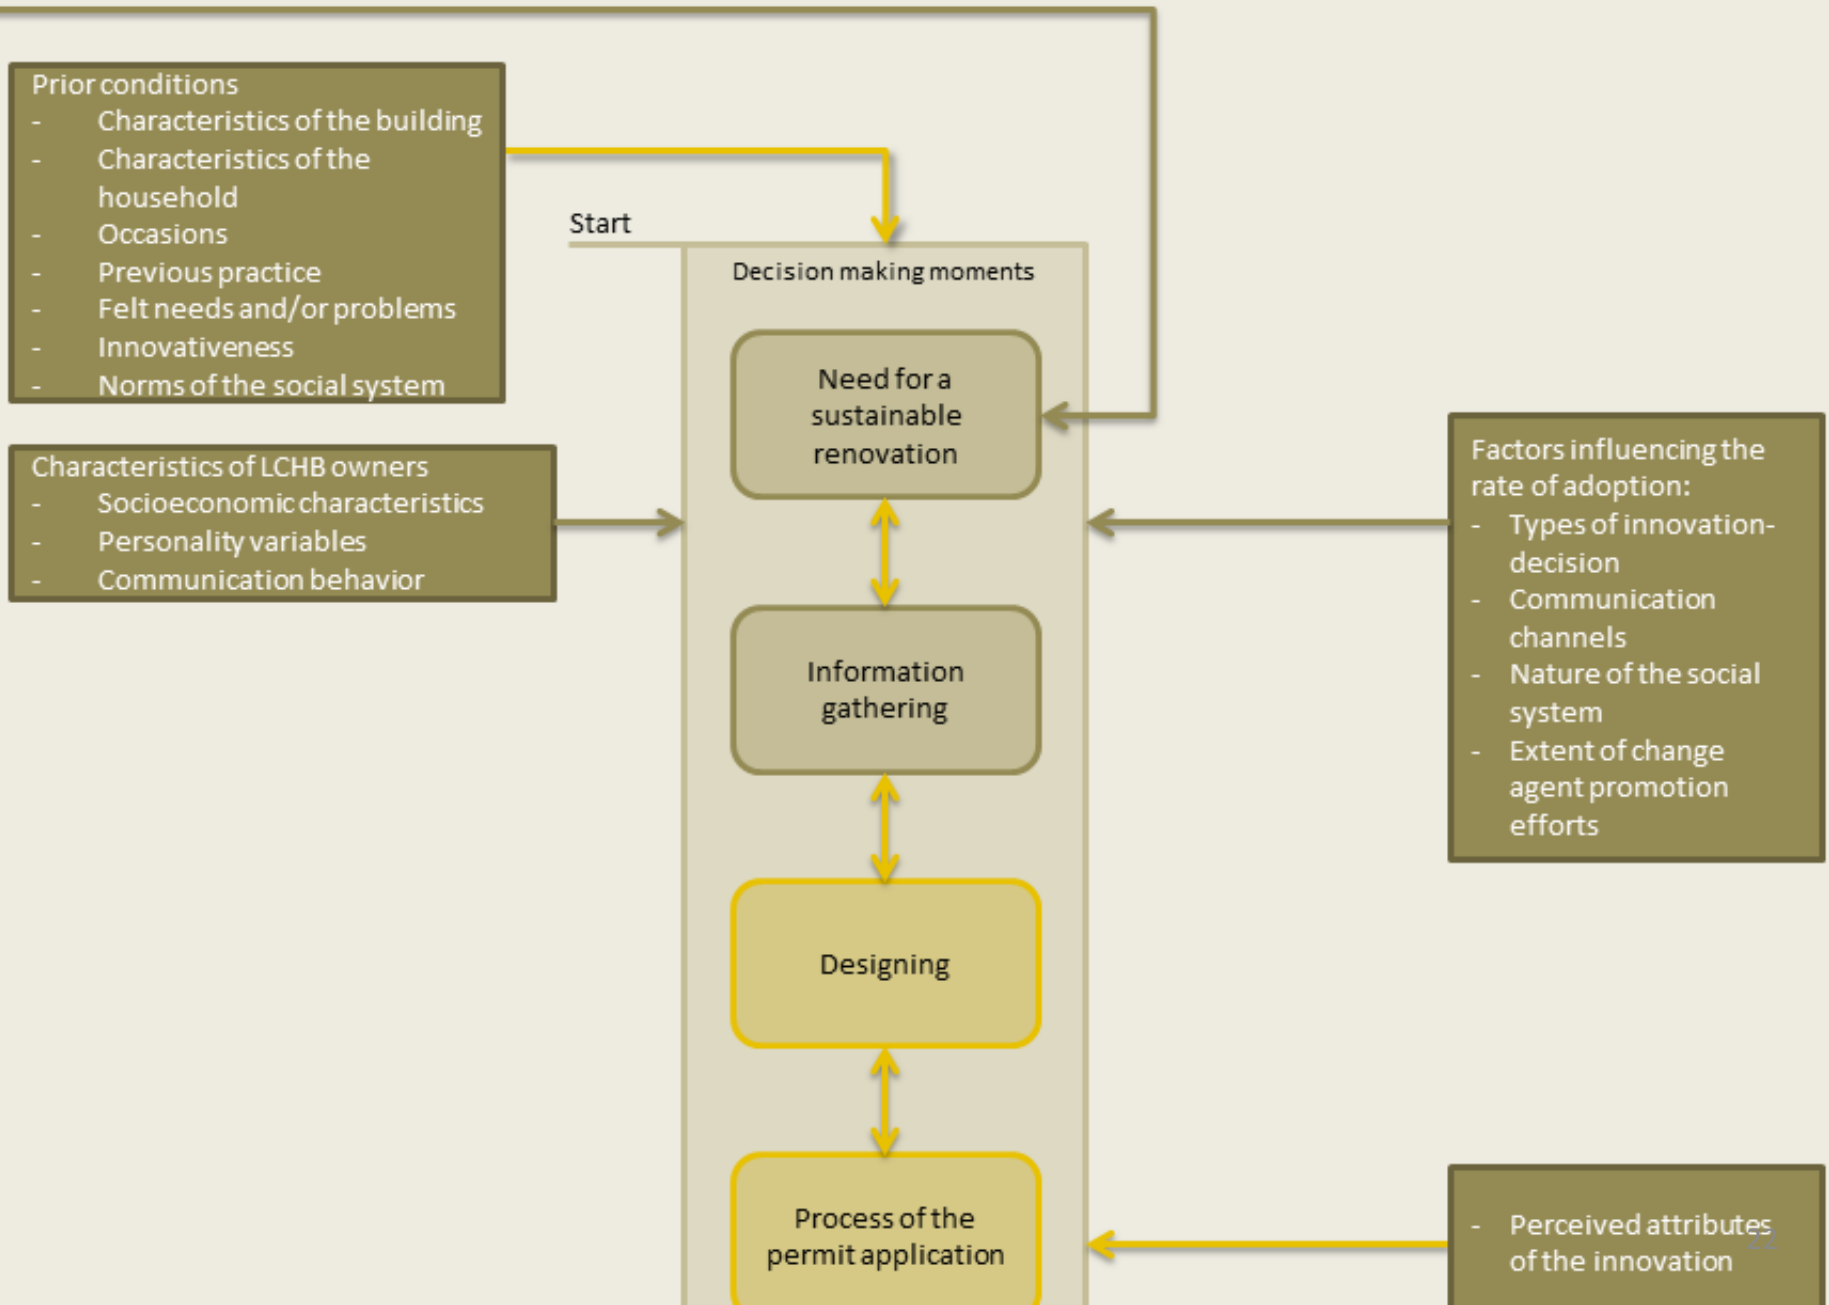 Prior conditions
- Characteristics of the building
- Characteristics of the
household
- Occasions
- Previous practice
- Felt needs and/or problems
- Innovativeness
- Norms of the social system
Start
Decision making moments
Need for a
sustainable
renovation
Characteristics of LCHB owners
- Socioeconomic characteristics
- Personality variables
- Communication behavior
Factors influencing the
rate of adoption:
- Types of innovation-
decision
- Communication
channels
- Nature of the social
system
- Extent of change
agent promotion
efforts
Information
gathering
Designing
Process of the
permit application
- Perceived attributes
of the innovation
22